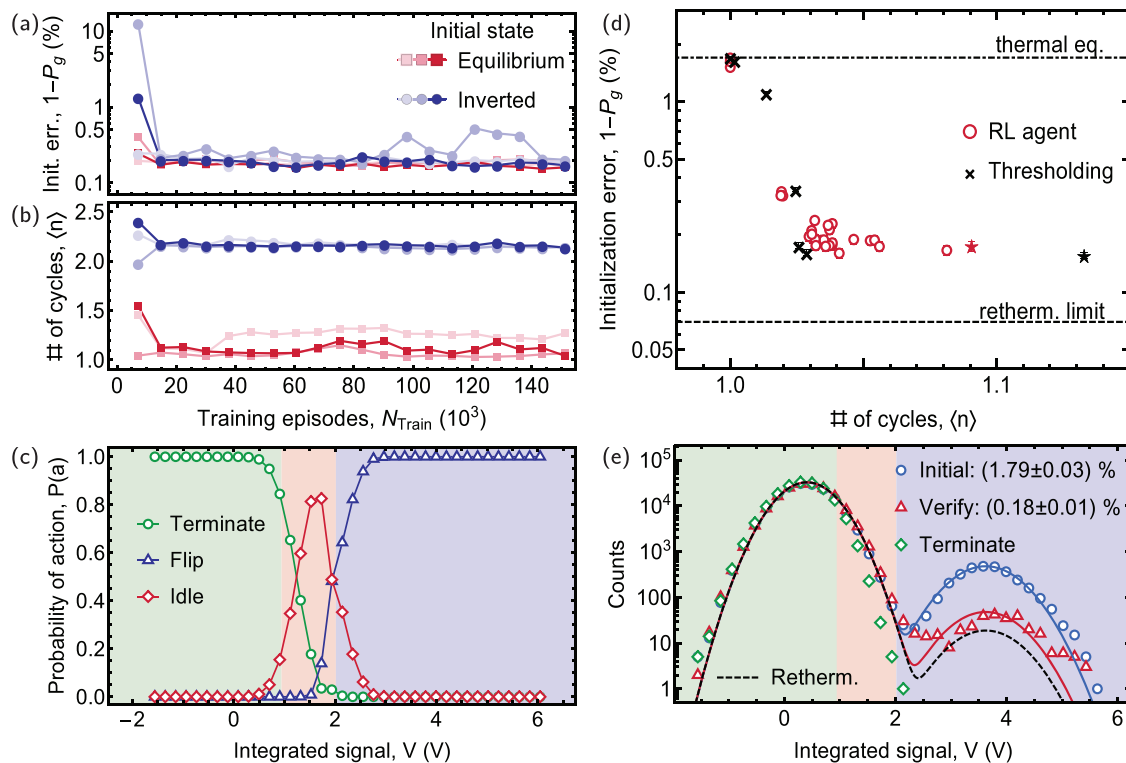 (a)
Init. err., 1−P_g (%)
10
5
1
0.5
0.1
Initial state
Equilibrium
Inverted
(b)
# of cycles, ⟨n⟩
2.5
2.0
1.5
1.0
0 20 40 60 80 100 120 140
Training episodes, N_Train (10^3)
(c)
Probability of action, P(a)
1.0
0.8
0.6
0.4
0.2
0.0
Terminate
Flip
Idle
−2 0 2 4 6
Integrated signal, V (V)
(d)
Initialization error, 1−P_g (%)
1
0.5
0.1
0.05
thermal eq.
RL agent
Thresholding
retherm. limit
1.0 1.1
# of cycles, ⟨n⟩
(e)
Counts
10^5
10^4
10^3
100
10
1
Initial: (1.79±0.03) %
Verify: (0.18±0.01) %
Terminate
Retherm.
0 2 4 6
Integrated signal, V (V)